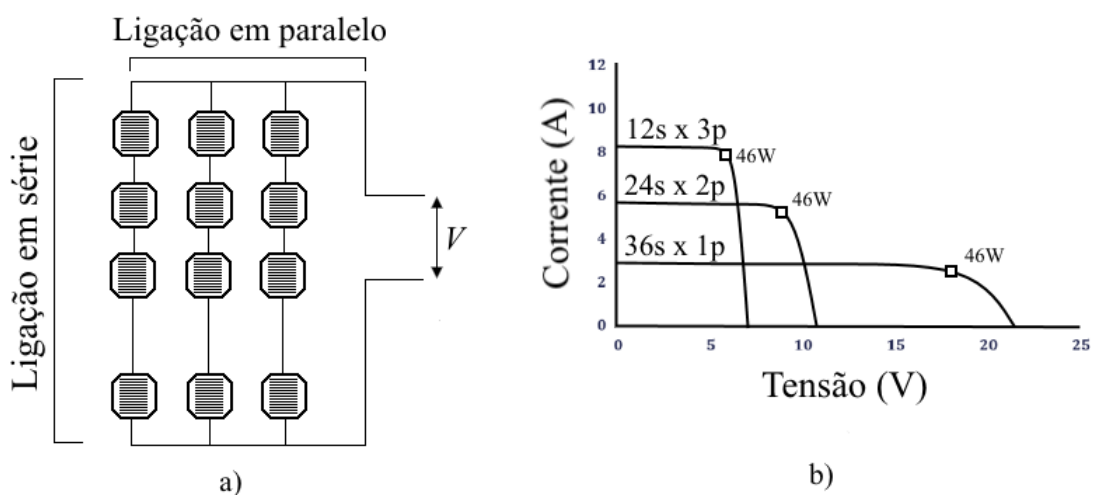 Ligação em paralelo
Ligação em série
V
a)
Corrente (A)
12
10
8
6
4
2
0
12s x 3p
46W
24s x 2p
46W
36s x 1p
46W
0 5 10 15 20 25
Tensão (V)
b)